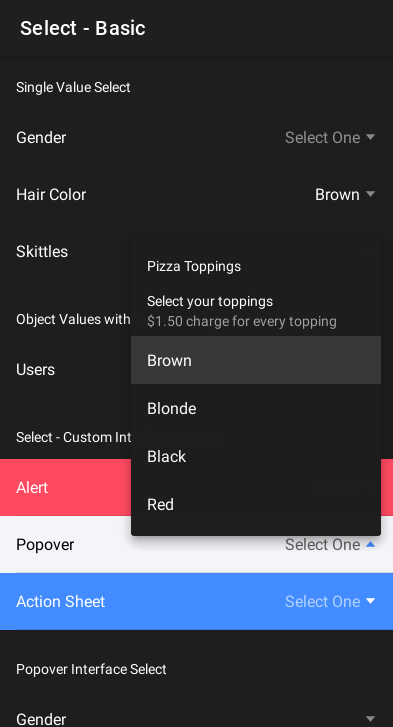 Select - Basic
Single Value Select
Gender Select One
Hair Color Brown
Skittles
Pizza Toppings
Select your toppings
$1.50 charge for every topping
Brown
Blonde
Black
Red
Object Values with
Users
Select - Custom Int
Alert
Popover Select One
Action Sheet Select One
Popover Interface Select
Gender